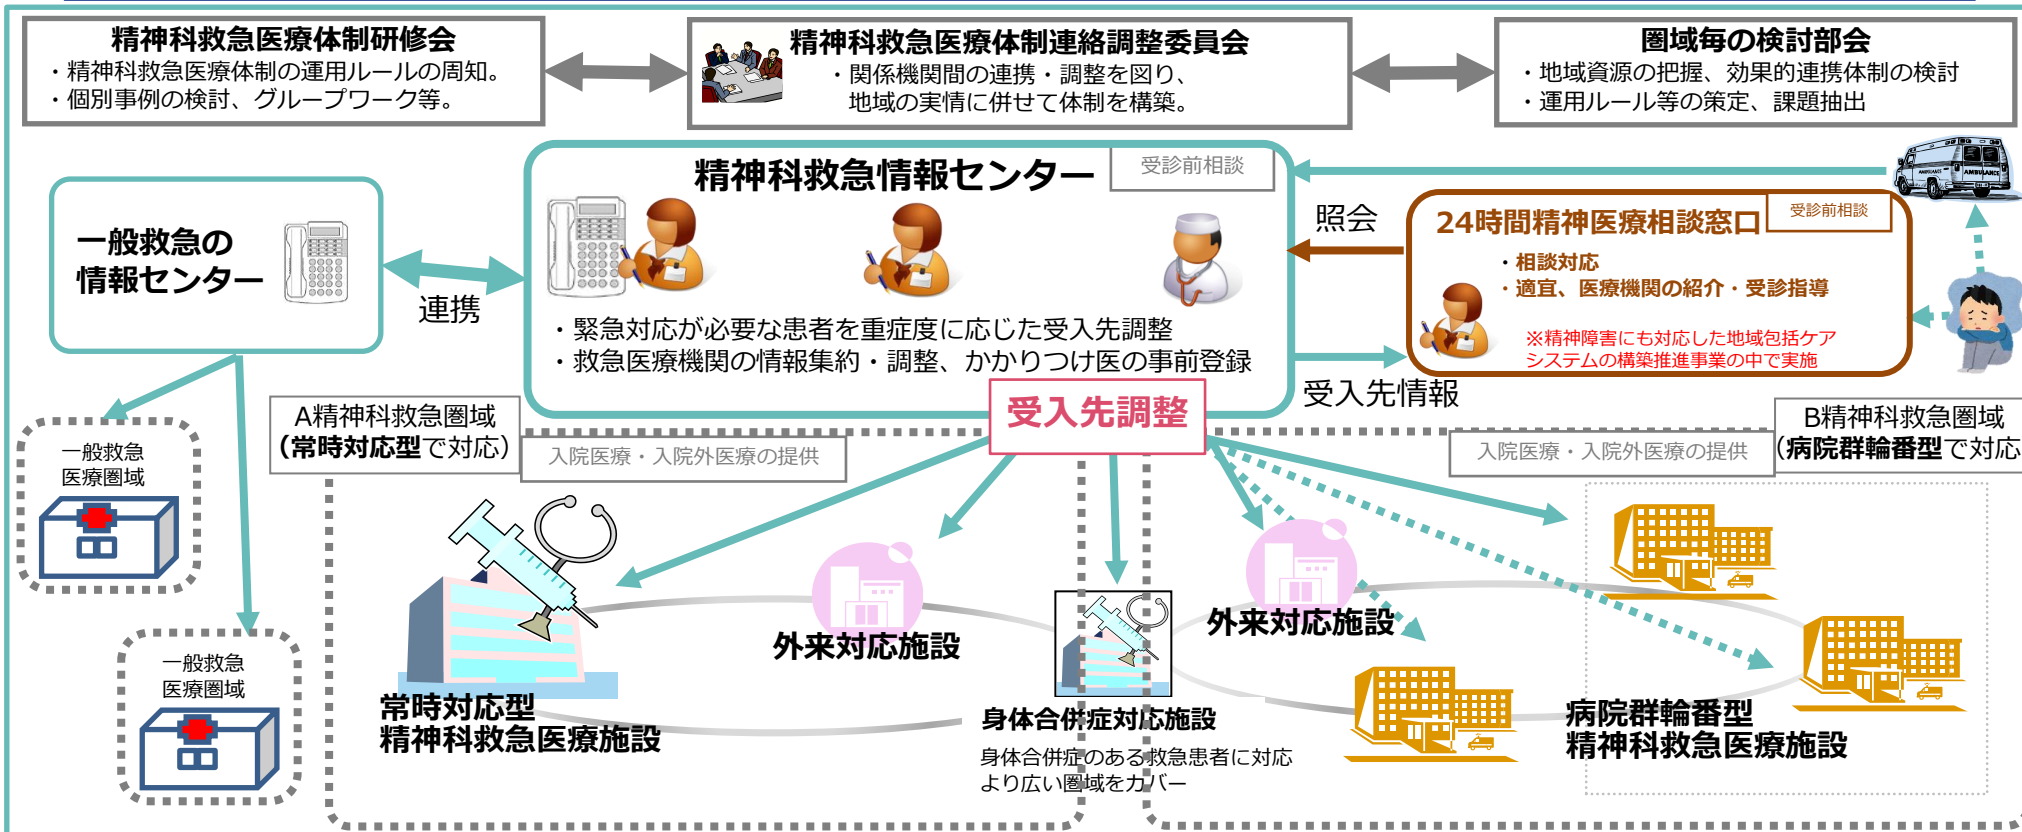 精神科救急医療体制研修会
・精神科救急医療体制の運用ルールの周知。
・個別事例の検討、グループワーク等。
精神科救急医療体制連絡調整委員会
・関係機関間の連携・調整を図り、
地域の実情に併せて体制を構築。
圏域毎の検討部会
・地域資源の把握、効果的連携体制の検討
・運用ルール等の策定、課題抽出
一般救急の
情報センター
連携
精神科救急情報センター
受診前相談
・緊急対応が必要な患者を重症度に応じた受入先調整
・救急医療機関の情報集約・調整、かかりつけ医の事前登録
照会
受入先情報
24時間精神医療相談窓口
受診前相談
・相談対応
・適宜、医療機関の紹介・受診指導
※精神障害にも対応した地域包括ケア
システムの構築推進事業の中で実施
AMBULANCE
AMBULANCE
受入先調整
A精神科救急圏域
(常時対応型で対応)
入院医療・入院外医療の提供
入院医療・入院外医療の提供
B精神科救急圏域
(病院群輪番型で対応
一般救急
医療圏域
一般救急
医療圏域
外来対応施設
外来対応施設
常時対応型
精神科救急医療施設
身体合併症対応施設
身体合併症のある救急患者に対応
より広い圏域をカバー
病院群輪番型
精神科救急医療施設